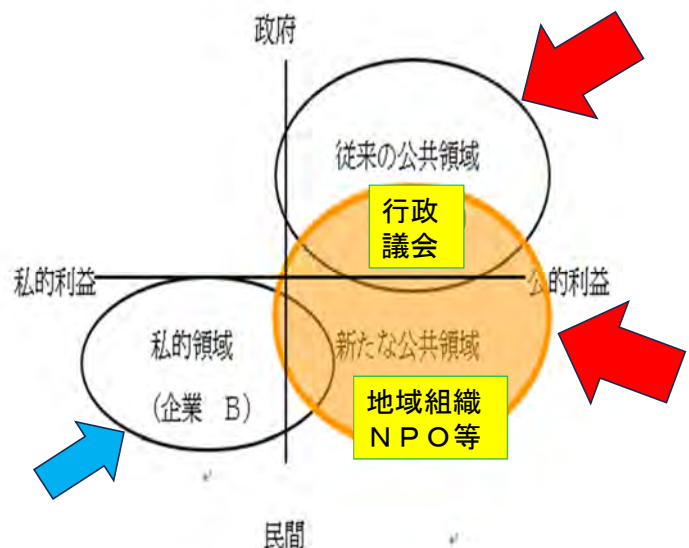 政府
従来の公共領域
行政
議会
私的利益
公的利益
私的領域
新たな公共領域
(企業 B)
地域組織
NPO等
民間